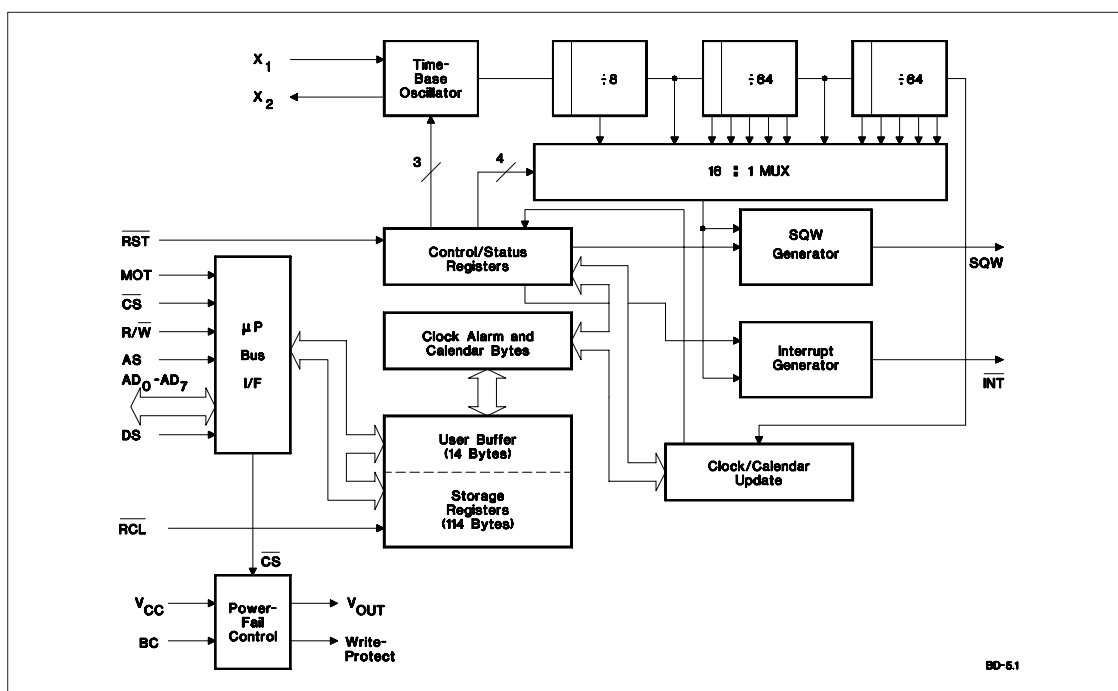 X1
X2
Time-
Base
Oscillator
÷8
÷64
÷64
3
4
16 : 1 MUX
RST
Control/Status
Registers
SQW
Generator
SQW
MOT
CS
R/W
AS
AD0-AD7
DS
µP
Bus
I/F
Clock Alarm and
Calendar Bytes
Interrupt
Generator
INT
User Buffer
(14 Bytes)
Storage
Registers
(114 Bytes)
Clock/Calendar
Update
RCL
CS
VCC
BC
Power-
Fail
Control
VOUT
Write-
Protect
BD-5.1